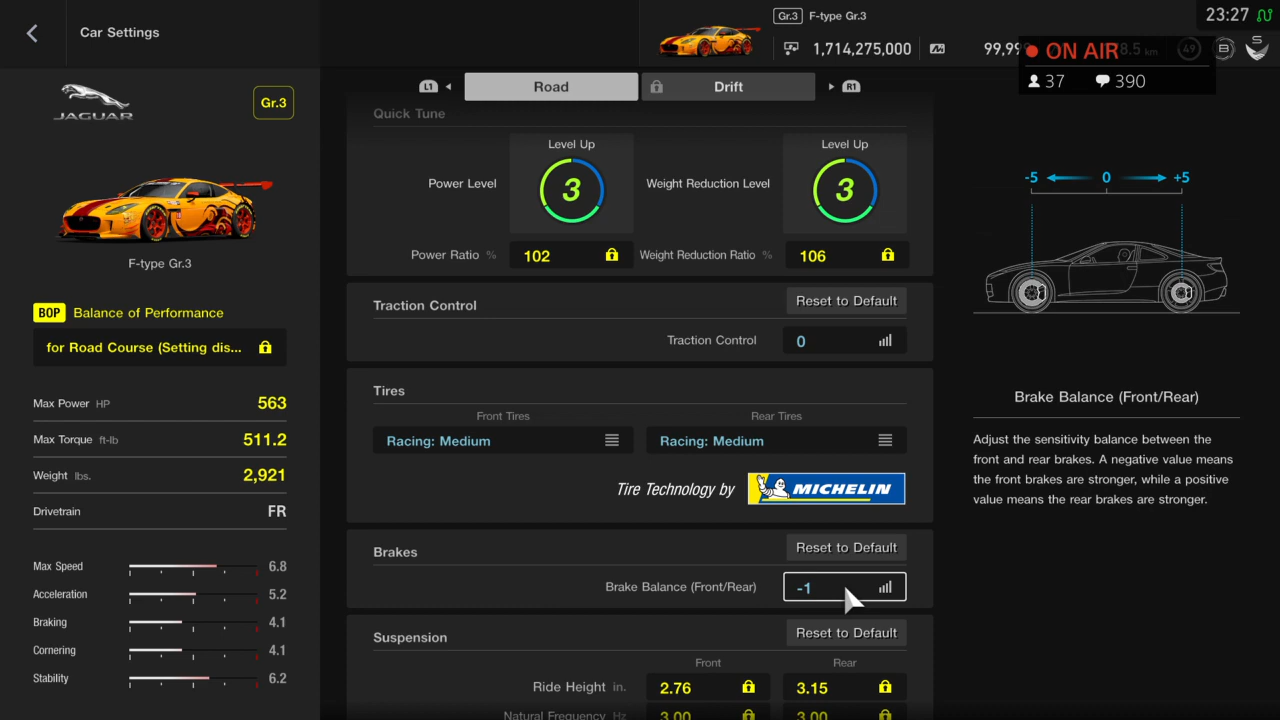 Car Settings
Gr.3 F-type Gr.3
1,714,275,000
23:27
ON AIR
37 390
L1 Road Drift R1
JAGUAR
Gr.3
F-type Gr.3
BOP Balance of Performance
for Road Course (Setting dis...
Max Power HP 563
Max Torque ft-lb 511.2
Weight lbs. 2,921
Drivetrain FR
Max Speed 6.8
Acceleration 5.2
Braking 4.1
Cornering 4.1
Stability 6.2
Quick Tune
Level Up Level Up
Power Level 3 Weight Reduction Level 3
Power Ratio % 102 Weight Reduction Ratio % 106
Traction Control Reset to Default
Traction Control 0
Tires
Front Tires Rear Tires
Racing: Medium Racing: Medium
Tire Technology by MICHELIN
Brakes Reset to Default
Brake Balance (Front/Rear) -1
Suspension Reset to Default
Front Rear
Ride Height in. 2.76 3.15
Natural Frequency Hz 3.00 3.00
-5 0 +5
Brake Balance (Front/Rear)
Adjust the sensitivity balance between the
front and rear brakes. A negative value means
the front brakes are stronger, while a positive
value means the rear brakes are stronger.